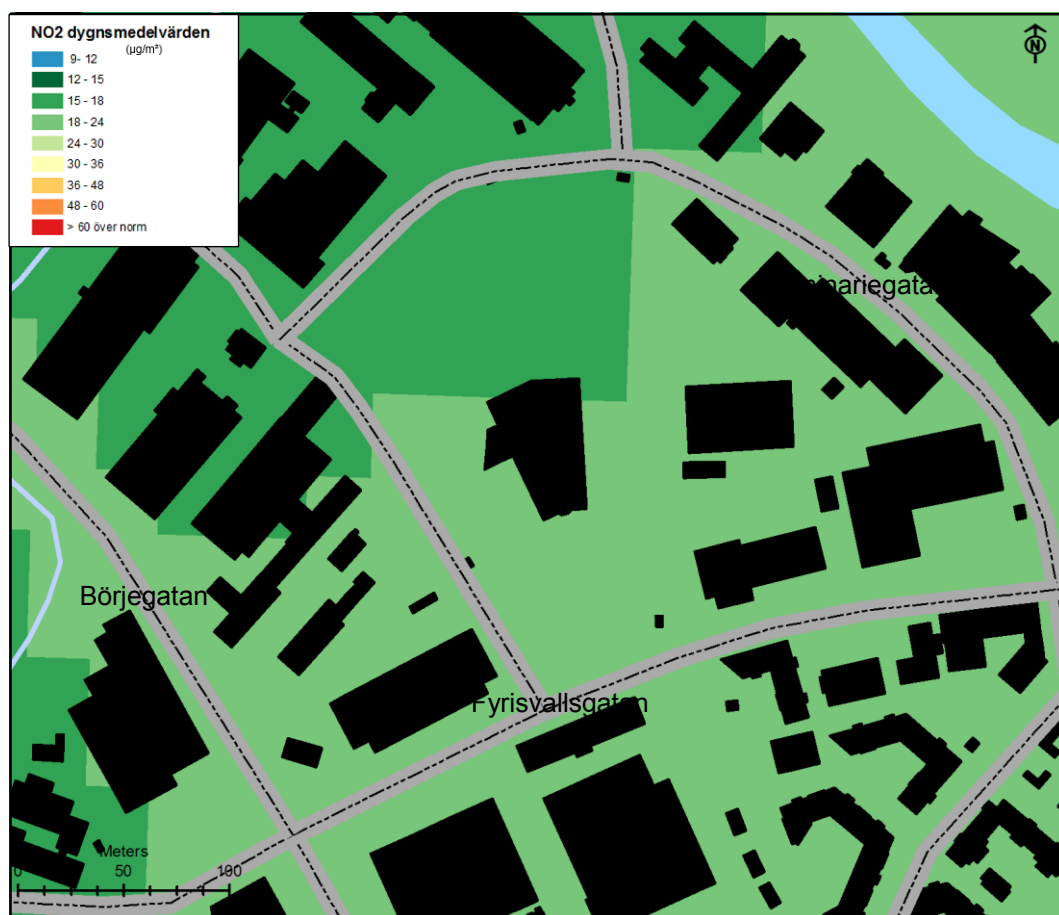 NO2 dygnsmedelvärden
(µg/m³)
9- 12
12 - 15
15 - 18
18 - 24
24 - 30
30 - 36
36 - 48
48 - 60
> 60 över norm
N
Börjegatan
Fyrisvallsgatan
Meters
0 50 100